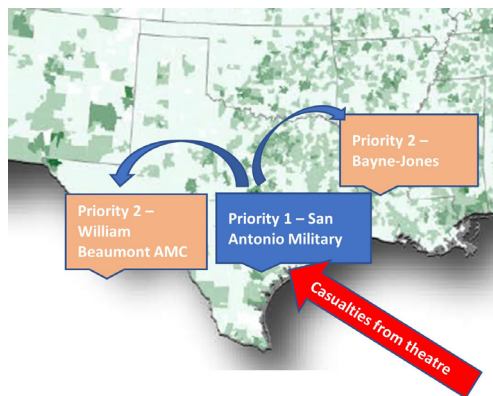 Priority 2 –
Bayne-Jones
Priority 2 –
William
Beaumont AMC
Priority 1 – San
Antonio Military
Casualties from theatre